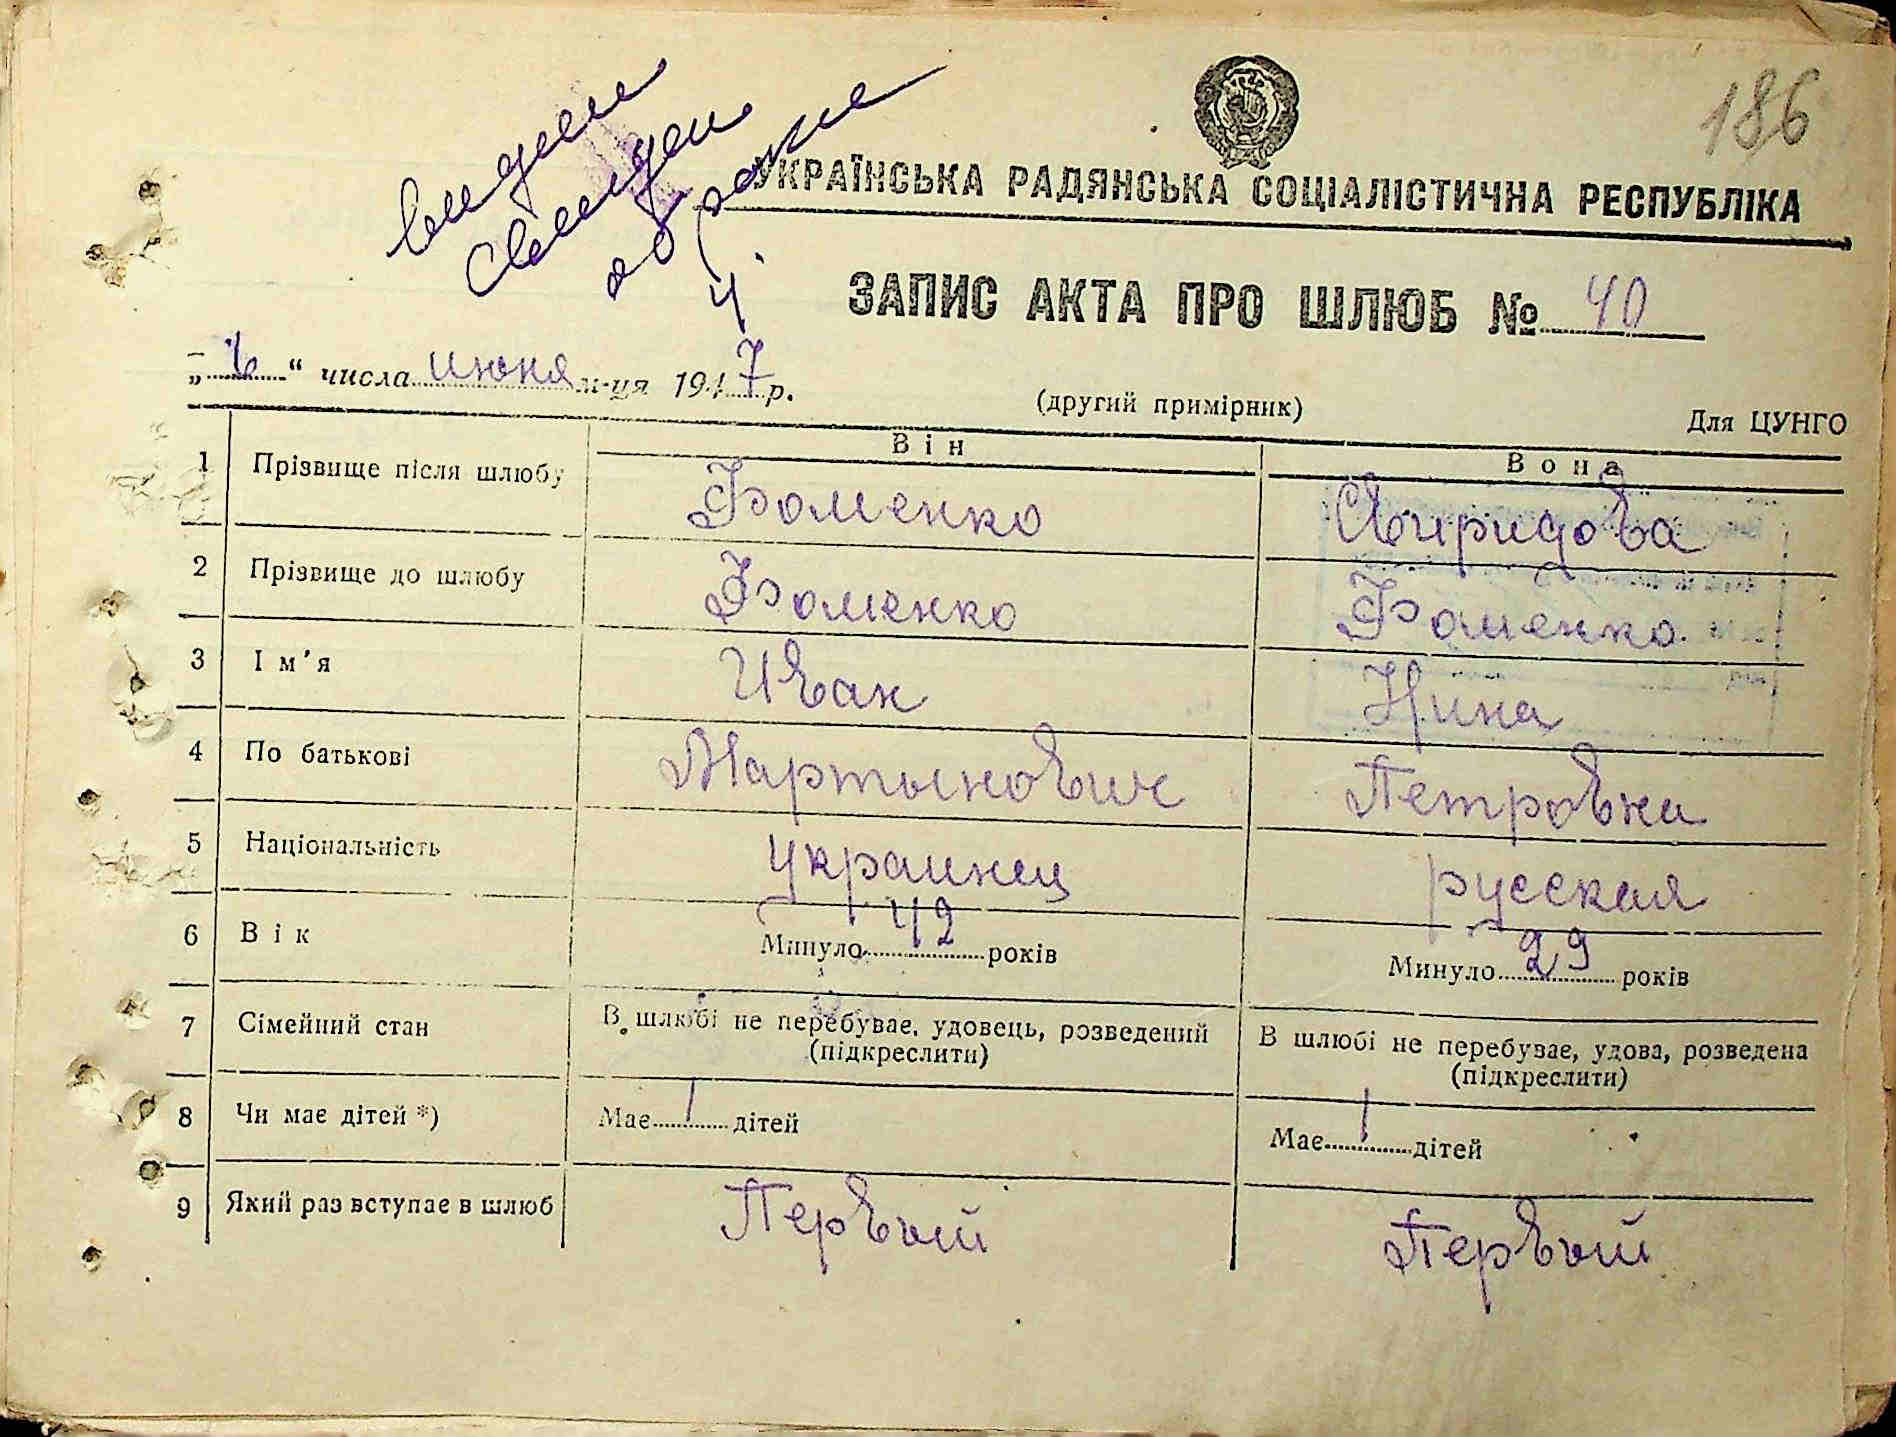 186
УКРАЇНСЬКА РАДЯНСЬКА СОЦІАЛІСТИЧНА РЕСПУБЛІКА
ЗАПИС АКТА ПРО ШЛЮБ № 40
„6“ числа июня м-ця 1947 р.
(другий примірник)
Для ЦУНГО
Він Вона
1 Прізвище після шлюбу Фоменко Свиридова
2 Прізвище до шлюбу Фоменко Фоменко
3 Ім'я Иван Нина
4 По батькові Мартынович Петровна
5 Національність украинец русская
6 Вік Минуло 42 років Минуло 29 років
7 Сімейний стан В шлюбі не перебуває, удовець, розведений В шлюбі не перебуває, удова, розведена
(підкреслити) (підкреслити)
8 Чи має дітей *) Має 1 дітей Має 1 дітей
9 Який раз вступає в шлюб Первый Первый